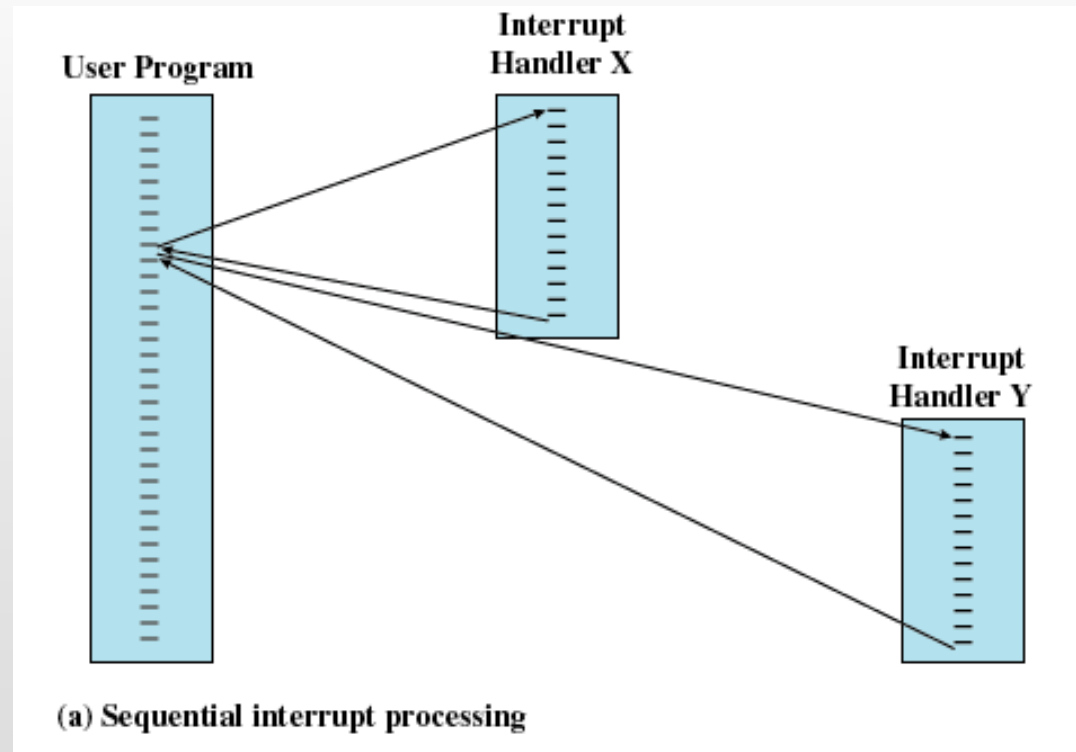 Interrupt
Handler X
User Program
Interrupt
Handler Y
(a) Sequential interrupt processing